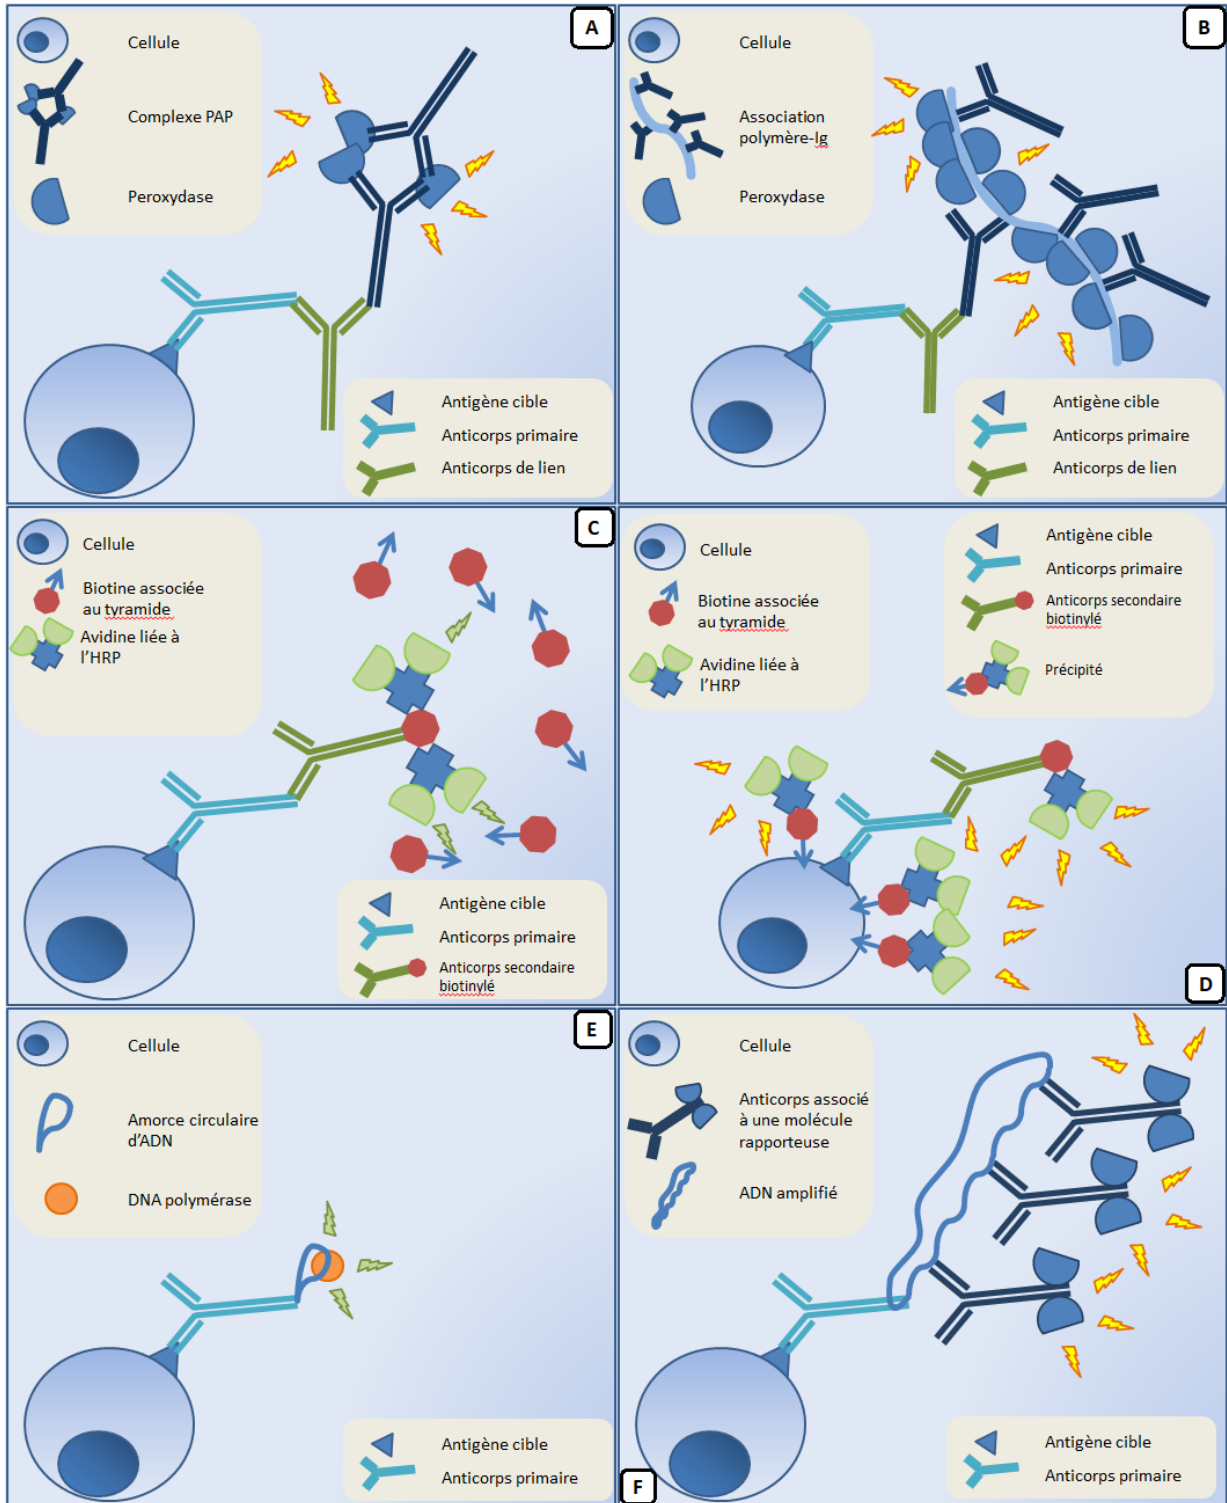 A
Cellule
Complexe PAP
Peroxydase
Antigène cible
Anticorps primaire
Anticorps de lien
B
Cellule
Association
polymère-Ig
Peroxydase
Antigène cible
Anticorps primaire
Anticorps de lien
C
Cellule
Biotine associée
au tyramide
Avidine liée à
l'HRP
Antigène cible
Anticorps primaire
Anticorps secondaire
biotinylé
Cellule
Biotine associée
au tyramide
Avidine liée à
l'HRP
Antigène cible
Anticorps primaire
Anticorps secondaire
biotinylé
Précipité
D
E
Cellule
Amorce circulaire
d'ADN
DNA polymérase
Antigène cible
Anticorps primaire
Cellule
Anticorps associé
à une molécule
rapporteuse
ADN amplifié
Antigène cible
Anticorps primaire
F